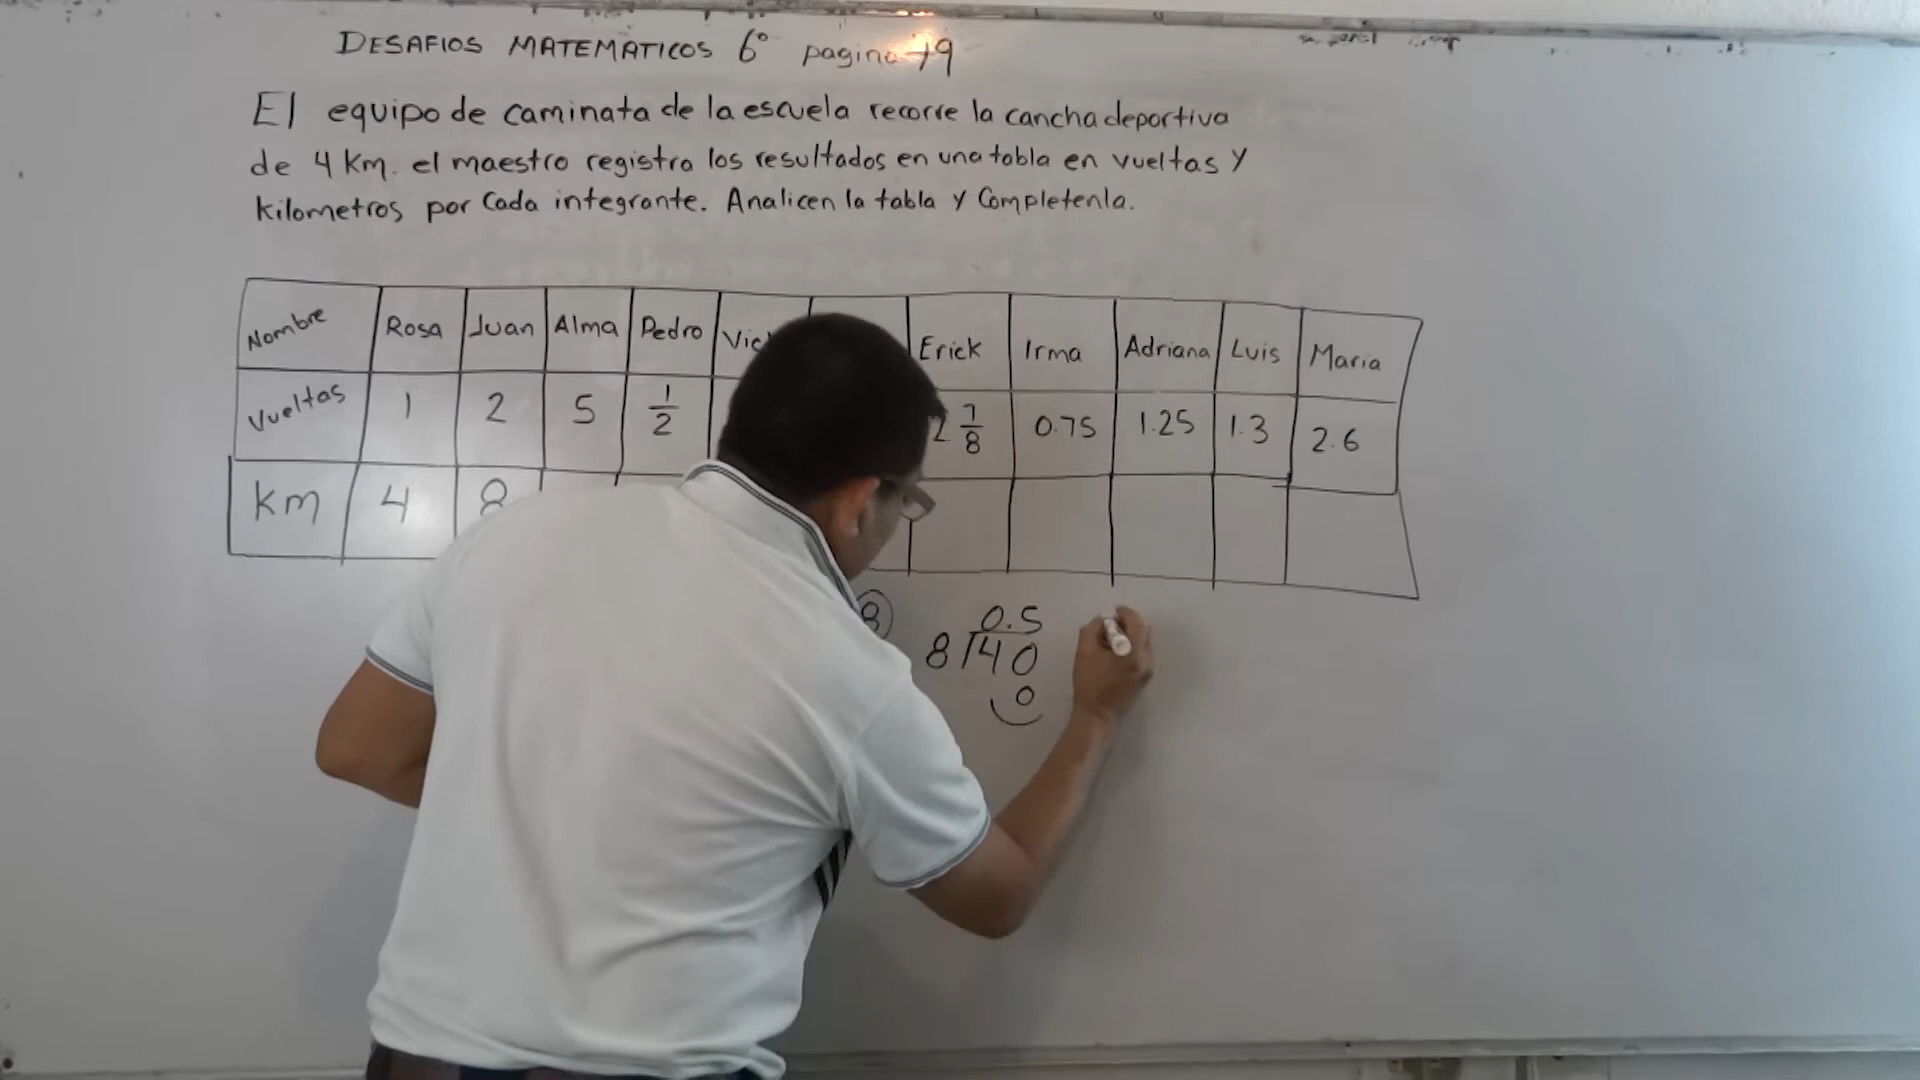 DESAFIOS MATEMATICOS 6° pagina 79
El equipo de caminata de la escuela recorre la cancha deportiva
de 4 Km. el maestro registra los resultados en una tabla en vueltas y
kilometros por Cada integrante. Analicen la tabla y Completenla.
Nombre Rosa Juan Alma Pedro Erick Irma Adriana Luis Maria
Vueltas 1 2 5 1/2 2 7/8 0.75 1.25 1.3 2.6
Km 4 8
0.5
8 40
0